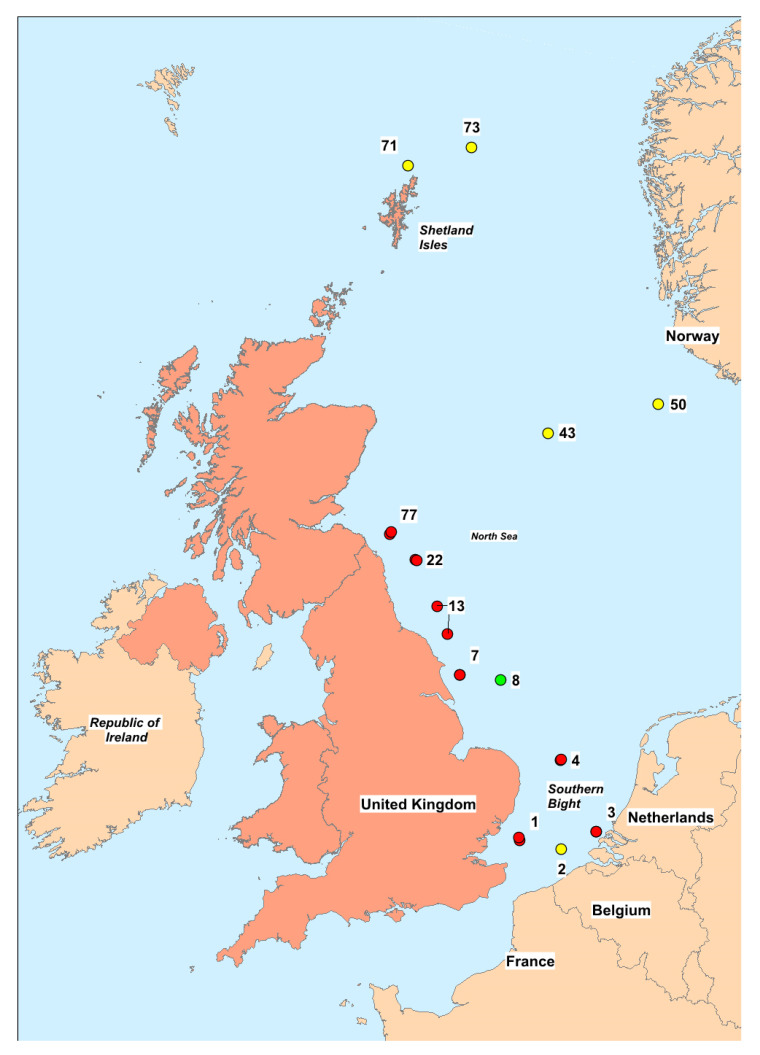 73
71
Shetland
Isles
Norway
50
43
77
North Sea
22
13
7
8
Republic of
Ireland
4
Southern
Bight
United Kingdom
3
Netherlands
1
2
Belgium
France